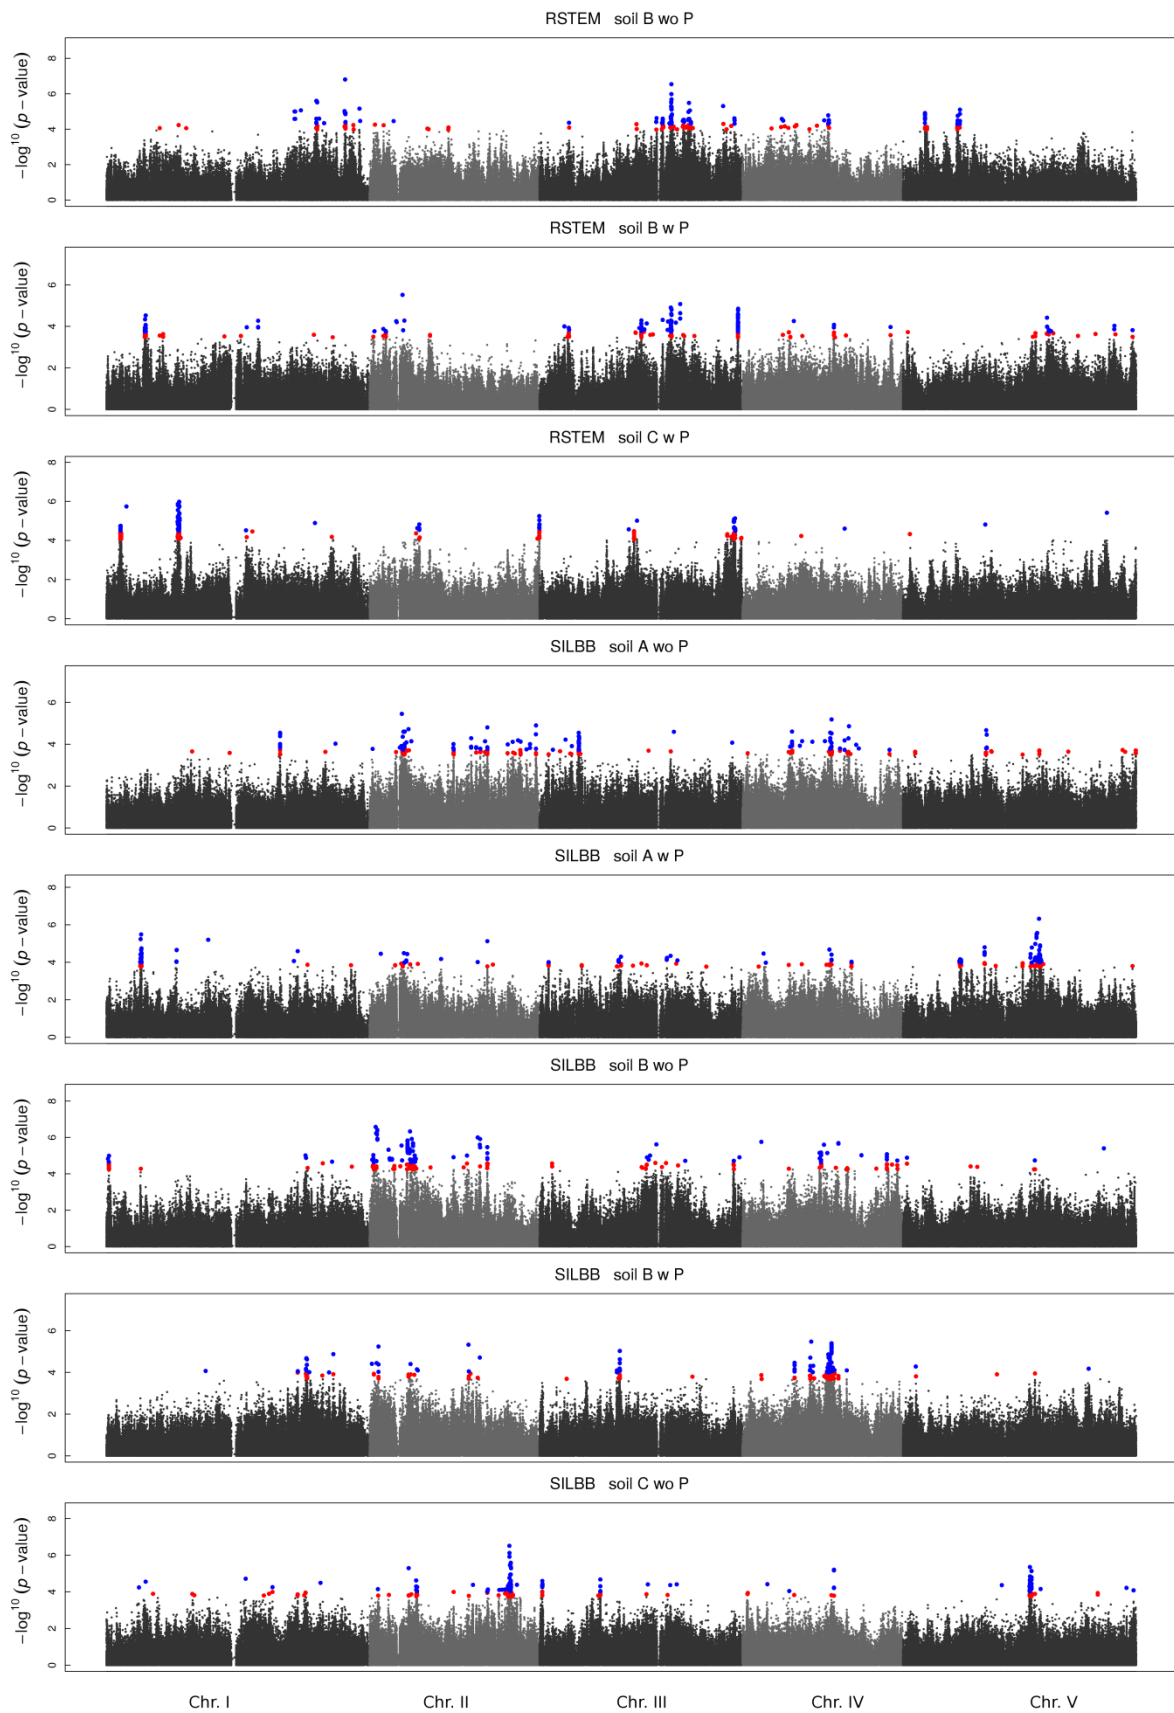 RSTEM soil B wo P
−log¹⁰ (p − value)
8
6
4
2
0
RSTEM soil B w P
−log¹⁰ (p − value)
6
4
2
0
RSTEM soil C w P
−log¹⁰ (p − value)
8
6
4
2
0
SILBB soil A wo P
−log¹⁰ (p − value)
6
4
2
0
SILBB soil A w P
−log¹⁰ (p − value)
8
6
4
2
0
SILBB soil B wo P
−log¹⁰ (p − value)
8
6
4
2
0
SILBB soil B w P
−log¹⁰ (p − value)
6
4
2
0
SILBB soil C wo P
−log¹⁰ (p − value)
8
6
4
2
0
Chr. I Chr. II Chr. III Chr. IV Chr. V